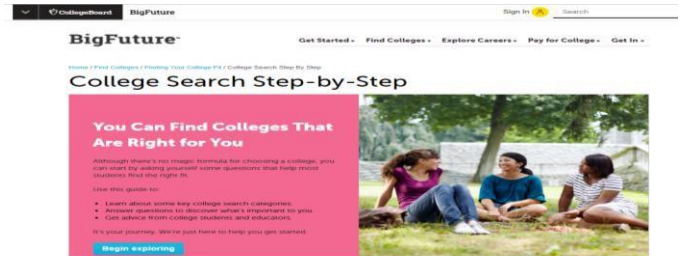 CollegeBoard BigFuture Sign In Search
BigFuture
Get Started Find Colleges Explore Careers Pay for College Get In
Home / Find Colleges / Finding Your College Fit / College Search Step By Step
College Search Step-by-Step
You Can Find Colleges That
Are Right for You
Although there's no magic formula for choosing a college, you
can start by asking yourself some questions that help most
students find the right fit.
Use this guide to:
• Learn about some key college search categories.
• Answer questions to discover what's important to you.
• Get advice from college students and educators.
It's your journey. We're just here to help you get started.
Begin exploring